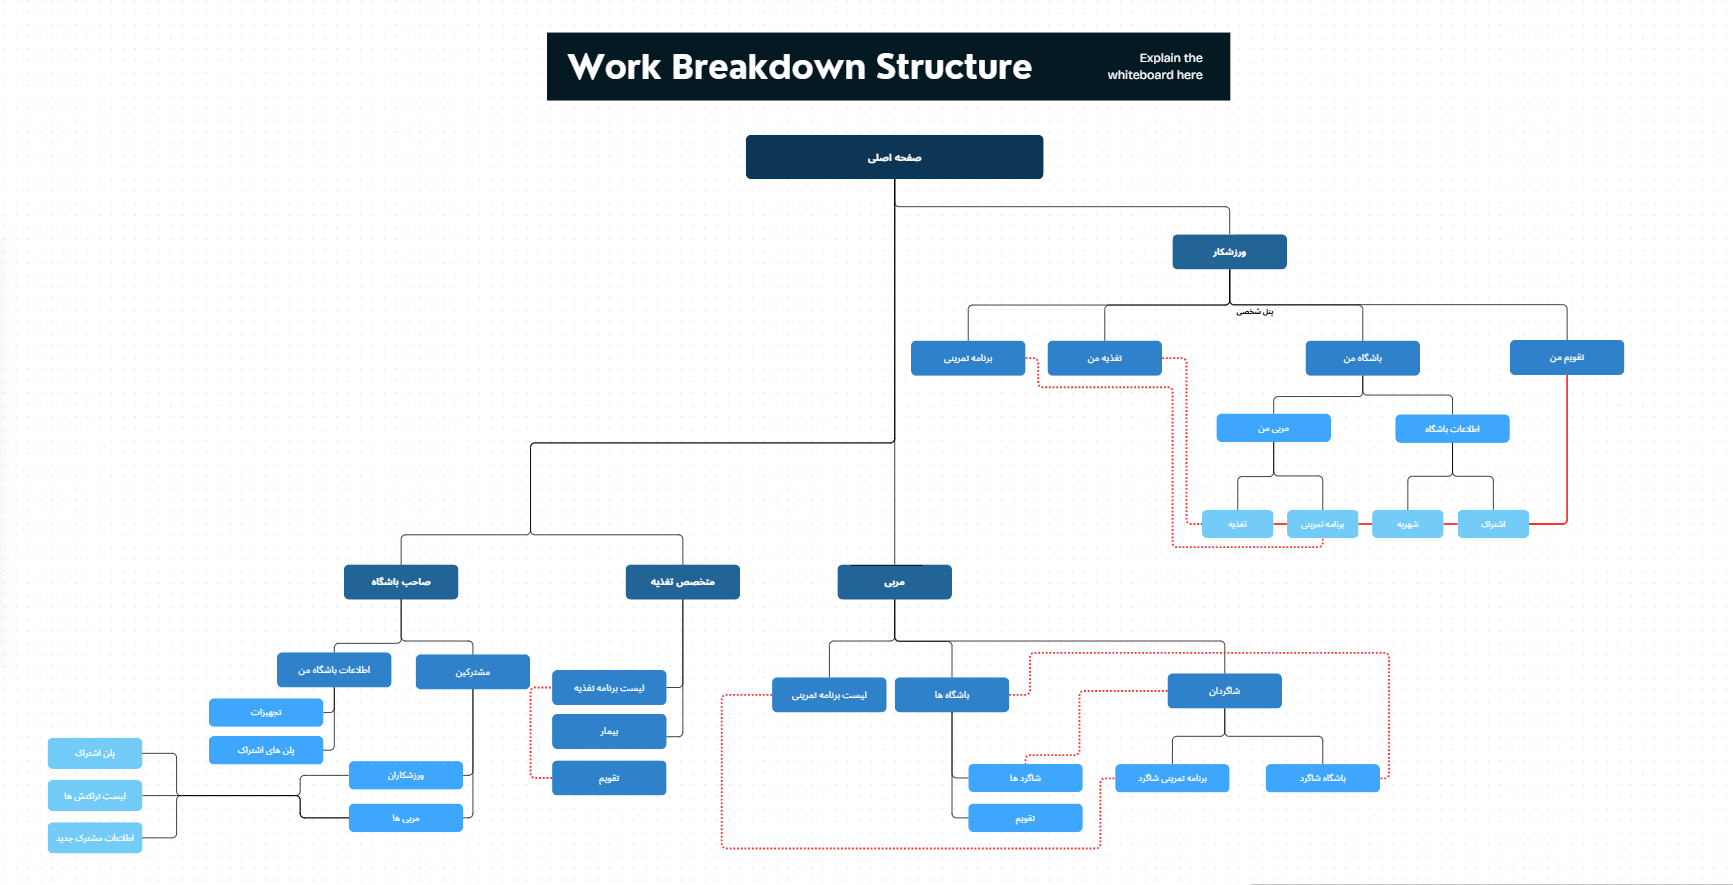 Work Breakdown Structure
Explain the
whiteboard here
صفحه اصلی
ورزشکار
پنل شخصی
تقویم من
باشگاه من
تغذیه من
برنامه تمرینی
اطلاعات باشگاه
مربی من
اشتراک
شهریه
برنامه تمرینی
تغذیه
مربی
متخصص تغذیه
صاحب باشگاه
شاگردان
باشگاه ها
لیست برنامه تمرینی
باشگاه شاگرد
برنامه تمرینی شاگرد
شاگرد ها
تقویم
لیست برنامه تغذیه
بیمار
تقویم
مشترکین
اطلاعات باشگاه من
تجهیزات
پلن های اشتراک
ورزشکاران
مربی ها
پلن اشتراک
لیست تراکنش ها
اطلاعات مشترک جدید